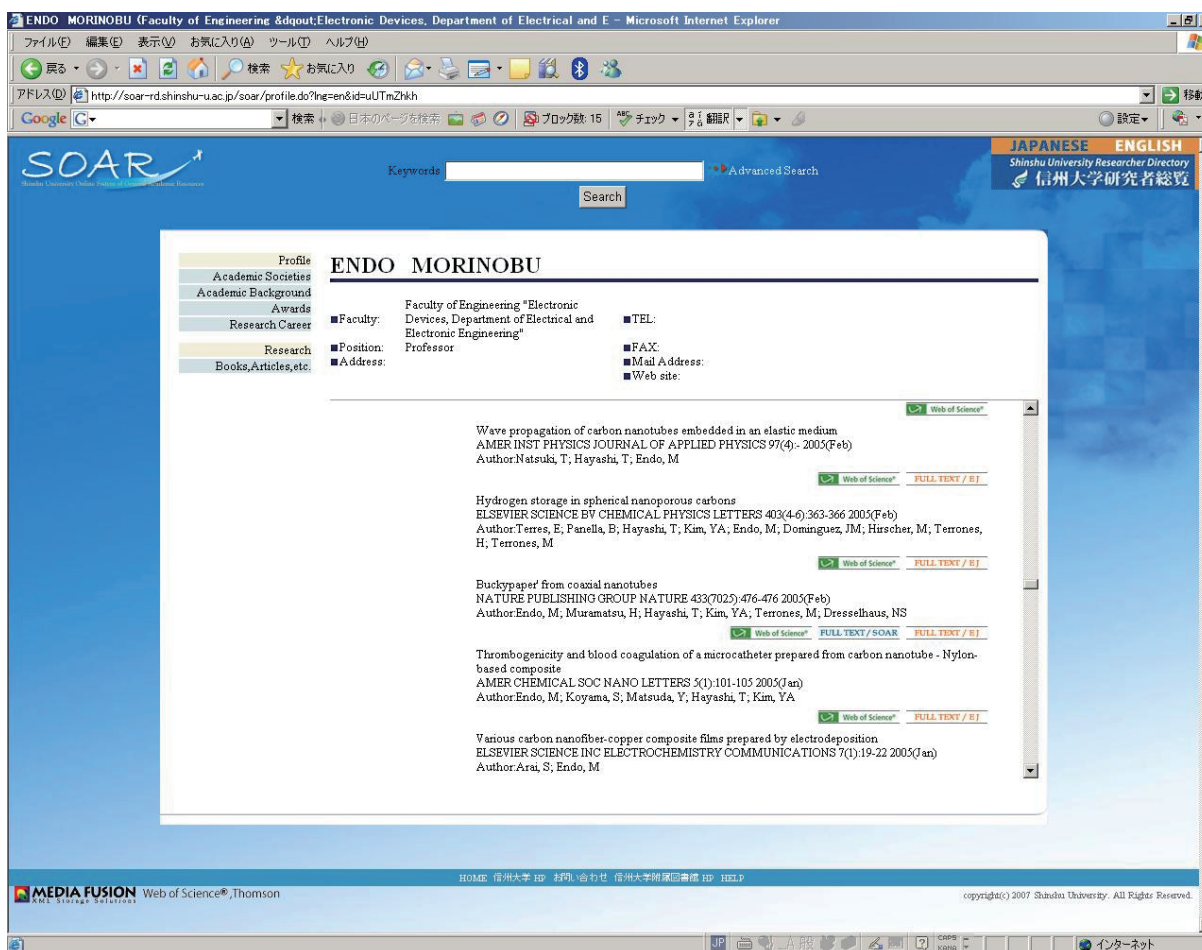 ENDO MORINOBU (Faculty of Engineering &dqout;Electronic Devices, Department of Electrical and E - Microsoft Internet Explorer
ファイル(F) 編集(E) 表示(V) お気に入り(A) ツール(T) ヘルプ(H)
戻る 検索 お気に入り
アドレス(D) http://soar-rd.shinshu-u.ac.jp/soar/profile.do?lng=en&id=uUTmZhkh 移動
Google G 検索 日本のページを検索 ブロック数: 15 ABC チェック 翻訳 設定
SOAR
JAPANESE ENGLISH
Shinshu University Researcher Directory
信州大学研究者総覧
Keywords Advanced Search
Search
Profile
Academic Societies
Academic Background
Awards
Research Career
Research
Books,Articles,etc.
ENDO MORINOBU
■Faculty: Faculty of Engineering "Electronic Devices, Department of Electrical and Electronic Engineering"
■TEL:
■Position: Professor
■FAX:
■Address:
■Mail Address:
■Web site:
Web of Science®
Wave propagation of carbon nanotubes embedded in an elastic medium
AMER INST PHYSICS JOURNAL OF APPLIED PHYSICS 97(4):- 2005(Feb)
Author:Natsuki, T; Hayashi, T; Endo, M
Web of Science® FULL TEXT / EJ
Hydrogen storage in spherical nanoporous carbons
ELSEVIER SCIENCE BV CHEMICAL PHYSICS LETTERS 403(4-6):363-366 2005(Feb)
Author:Terres, E; Panella, B; Hayashi, T; Kim, YA; Endo, M; Dominguez, JM; Hirscher, M; Terrones,
H; Terrones, M
Web of Science® FULL TEXT / EJ
Buckypaper' from coaxial nanotubes
NATURE PUBLISHING GROUP NATURE 433(7025):476-476 2005(Feb)
Author:Endo, M; Muramatsu, H; Hayashi, T; Kim, YA; Terrones, M; Dresselhaus, NS
Web of Science® FULL TEXT / SOAR FULL TEXT / EJ
Thrombogenicity and blood coagulation of a microcatheter prepared from carbon nanotube - Nylon-
based composite
AMER CHEMICAL SOC NANO LETTERS 5(1):101-105 2005(Jan)
Author:Endo, M; Koyama, S; Matsuda, Y; Hayashi, T; Kim, YA
Web of Science® FULL TEXT / EJ
Various carbon nanofiber-copper composite films prepared by electrodeposition
ELSEVIER SCIENCE INC ELECTROCHEMISTRY COMMUNICATIONS 7(1):19-22 2005(Jan)
Author:Arai, S; Endo, M
HOME 信州大学 HP お問い合わせ 信州大学附属図書館 HP HELP
MEDIA FUSION Web of Science®,Thomson
XML Storage Solutions
copyright(c) 2007 Shinshu University. All Rights Reserved.
JP A 般 CAPS KANA インターネット